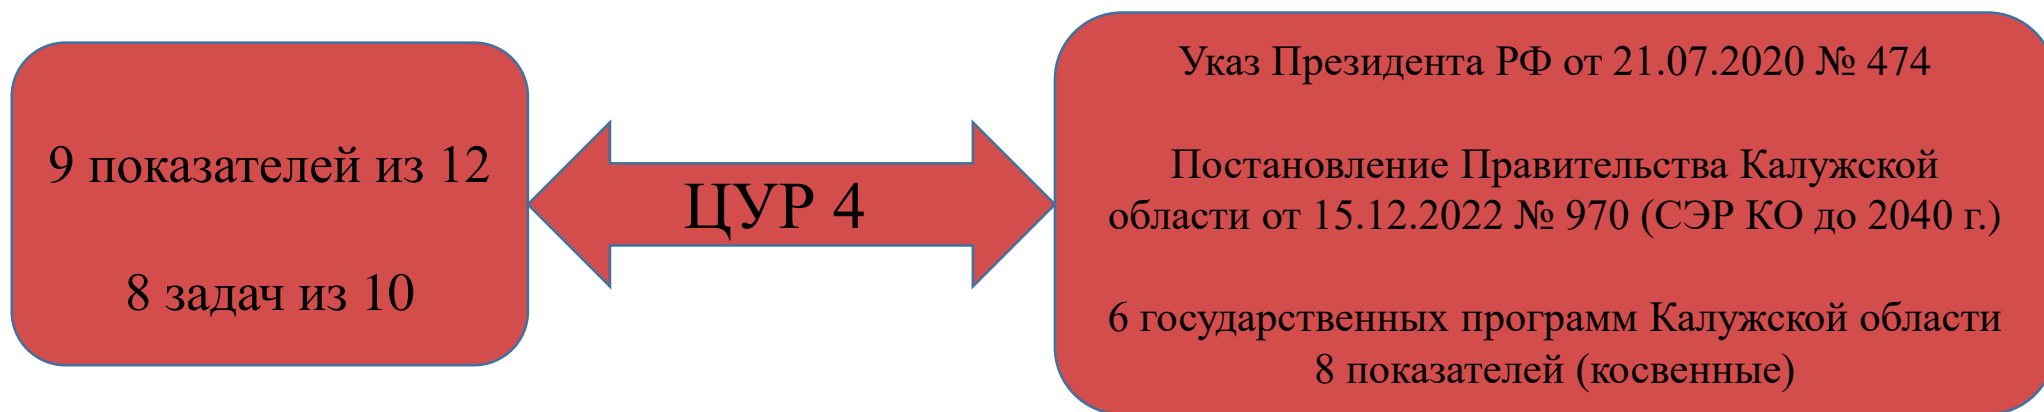 9 показателей из 12
8 задач из 10
ЦУР 4
Указ Президента РФ от 21.07.2020 № 474
Постановление Правительства Калужской
области от 15.12.2022 № 970 (СЭР КО до 2040 г.)
6 государственных программ Калужской области
8 показателей (косвенные)